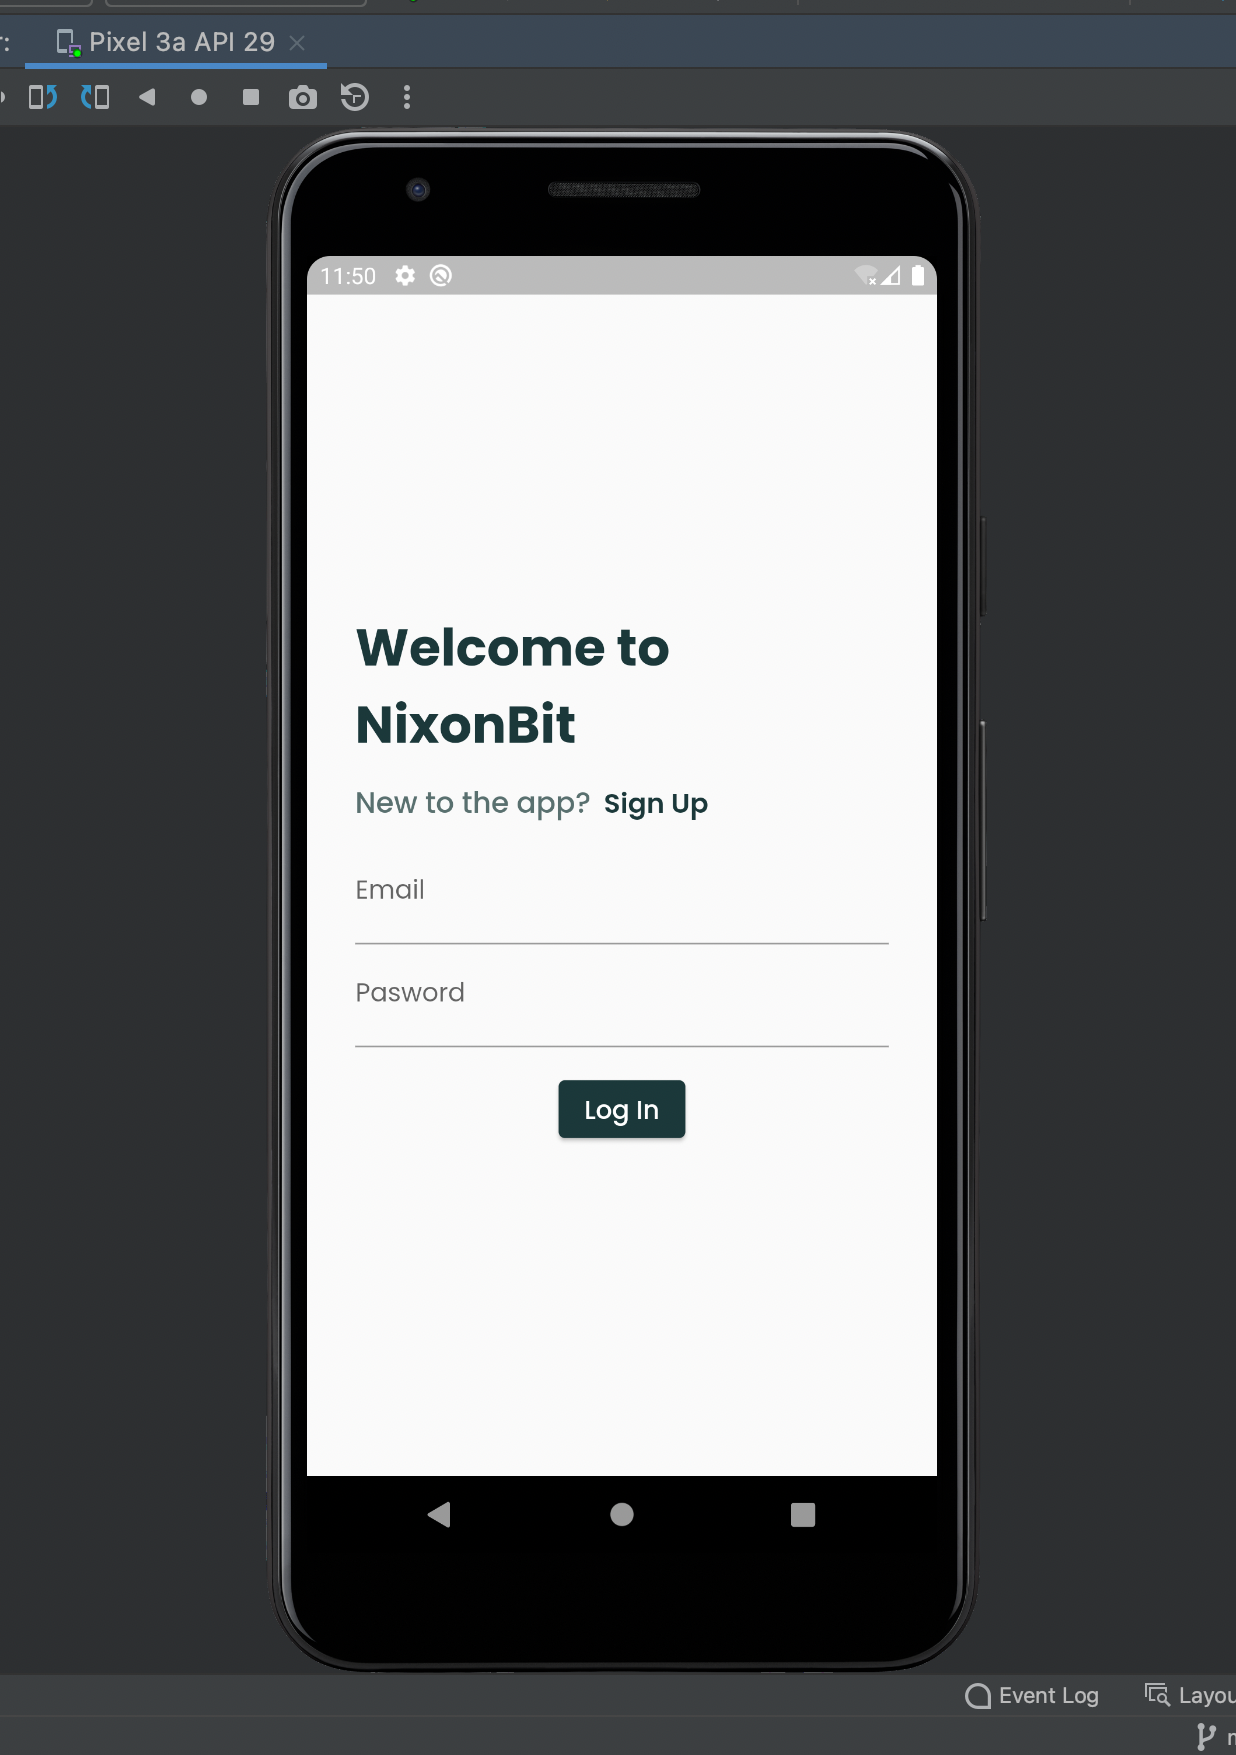 Pixel 3a API 29
11:50
Welcome to
NixonBit
New to the app? Sign Up
Email
Pasword
Log In
Event Log